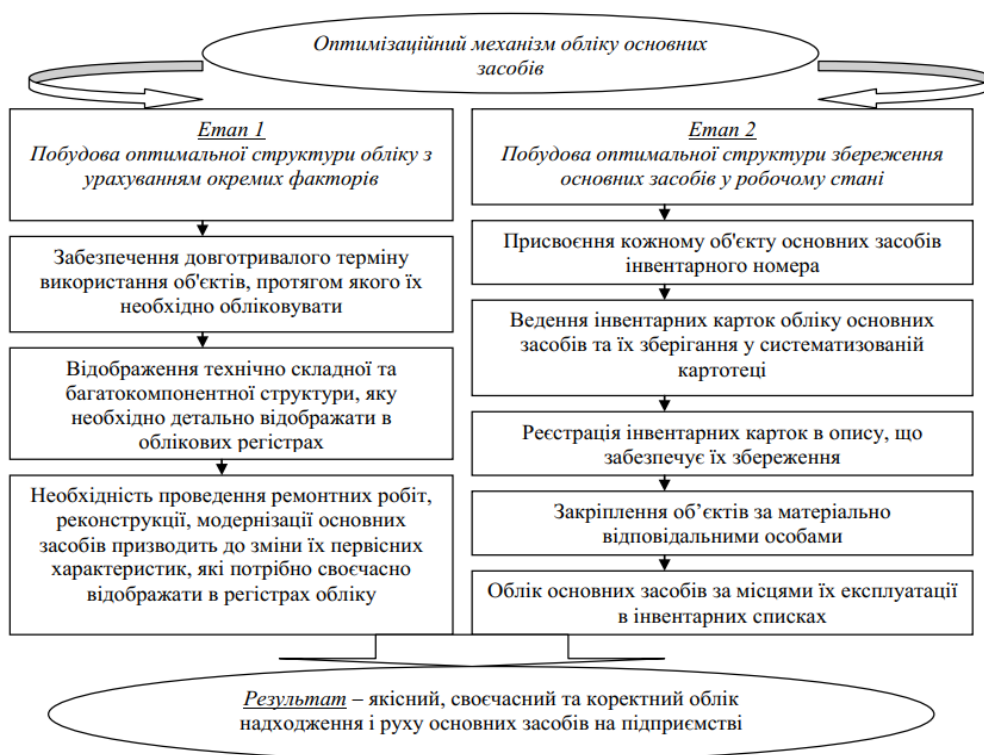 Оптимізаційний механізм обліку основних
засобів
Етап 1
Побудова оптимальної структури обліку з
урахуванням окремих факторів
Забезпечення довготривалого терміну
використання об'єктів, протягом якого їх
необхідно обліковувати
Відображення технічно складної та
багатокомпонентної структури, яку
необхідно детально відображати в
облікових регістрах
Необхідність проведення ремонтних робіт,
реконструкції, модернізації основних
засобів призводить до зміни їх первісних
характеристик, які потрібно своєчасно
відображати в регістрах обліку
Етап 2
Побудова оптимальної структури збереження
основних засобів у робочому стані
Присвоєння кожному об'єкту основних засобів
інвентарного номера
Ведення інвентарних карток обліку основних
засобів та їх зберігання у систематизованій
картотеці
Реєстрація інвентарних карток в опису, що
забезпечує їх збереження
Закріплення об’єктів за матеріально
відповідальними особами
Облік основних засобів за місцями їх експлуатації
в інвентарних списках
Результат – якісний, своєчасний та коректний облік
надходження і руху основних засобів на підприємстві